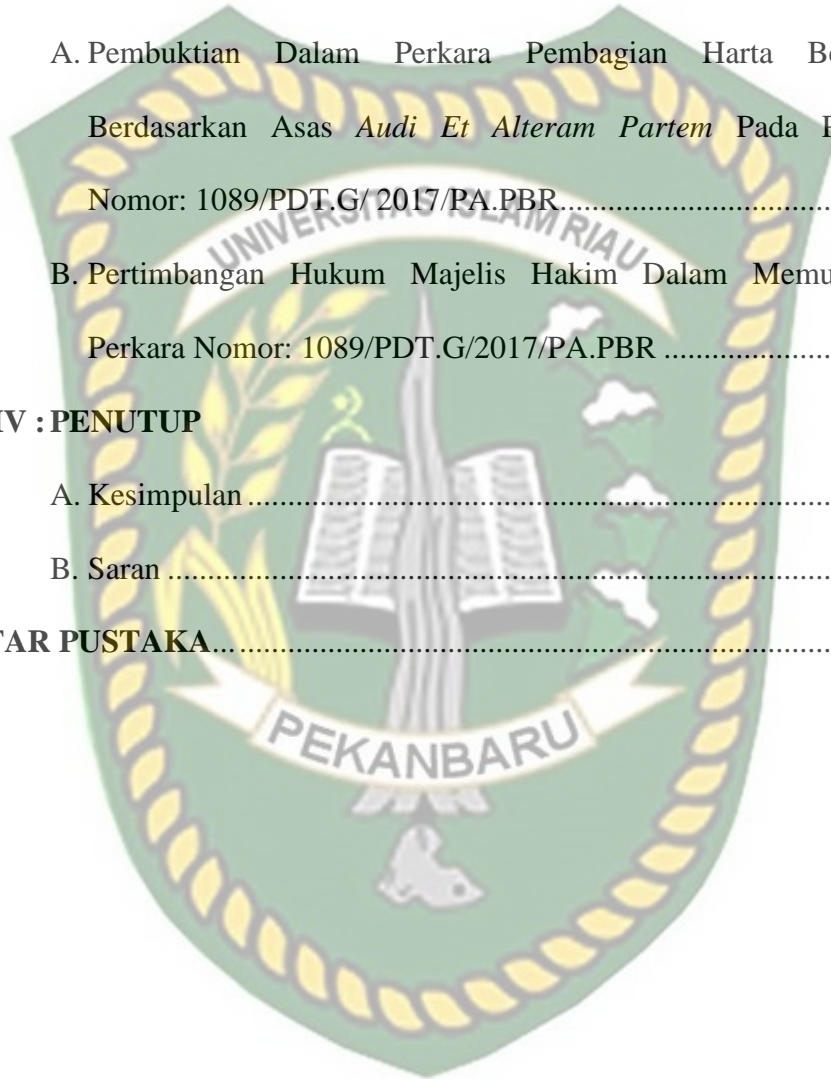 A. Pembuktian Dalam Perkara Pembagian Harta
Berdasarkan Asas Audi Et Alteram Partem Pada
Nomor: 1089/PDT.G/ 2017/PA.PBR...............................
UNIVERSITAS ISLAM RIAU
B. Pertimbangan Hukum Majelis Hakim Dalam Memu
Perkara Nomor: 1089/PDT.G/2017/PA.PBR ....................
IV : PENUTUP
A. Kesimpulan ..........................................................................
B. Saran .....................................................................................
TAR PUSTAKA.................................................................................
PEKANBARU